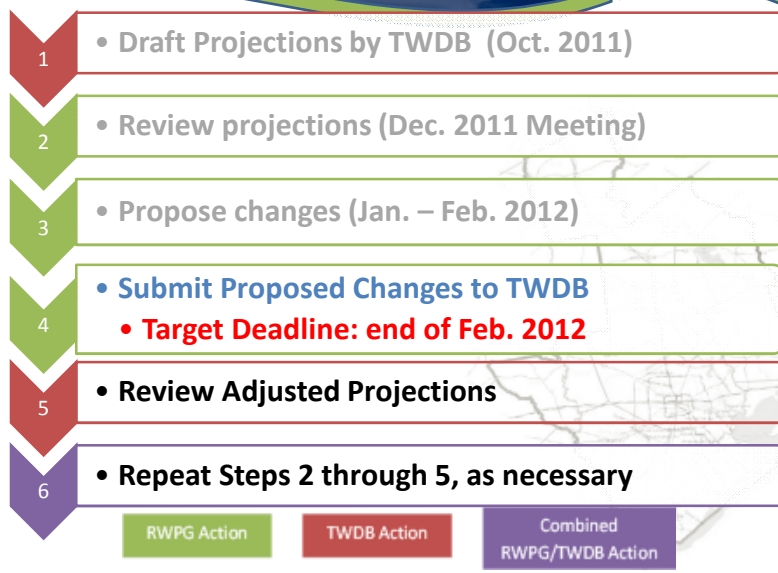 1
• Draft Projections by TWDB (Oct. 2011)
2
• Review projections (Dec. 2011 Meeting)
3
• Propose changes (Jan. – Feb. 2012)
4
• Submit Proposed Changes to TWDB
• Target Deadline: end of Feb. 2012
5
• Review Adjusted Projections
6
• Repeat Steps 2 through 5, as necessary
RWPG Action
TWDB Action
Combined
RWPG/TWDB Action